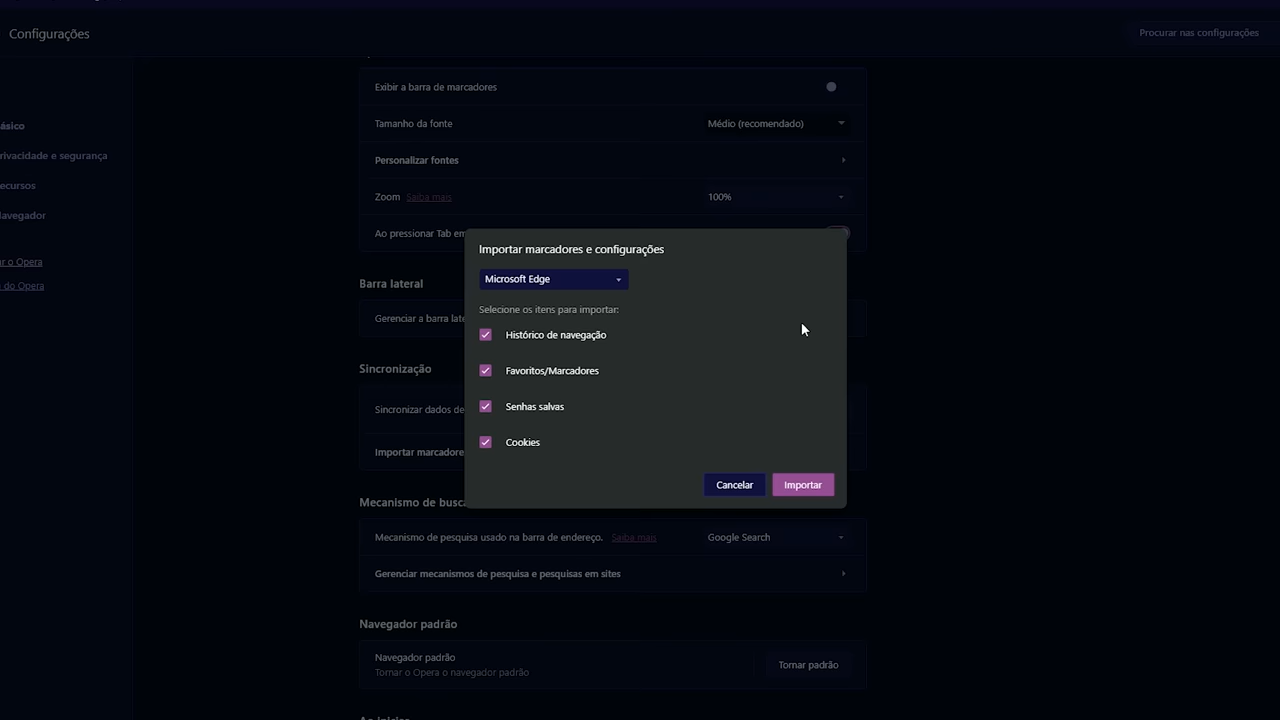 Configurações
Procurar nas configurações
Exibir a barra de marcadores
ásico
Tamanho da fonte
Médio (recomendado)
rivacidade e segurança
Personalizar fontes
ecursos
Zoom Saiba mais
100%
avegador
Ao pressionar Tab em
Importar marcadores e configurações
r o Opera
Microsoft Edge
Barra lateral
do Opera
Selecione os itens para importar:
Gerenciar a barra late
Histórico de navegação
Sincronização
Favoritos/Marcadores
Sincronizar dados de
Senhas salvas
Cookies
Importar marcadore
Cancelar
Importar
Mecanismo de busca
Mecanismo de pesquisa usado na barra de endereço. Saiba mais
Google Search
Gerenciar mecanismos de pesquisa e pesquisas em sites
Navegador padrão
Navegador padrão
Tornar o Opera o navegador padrão
Tornar padrão